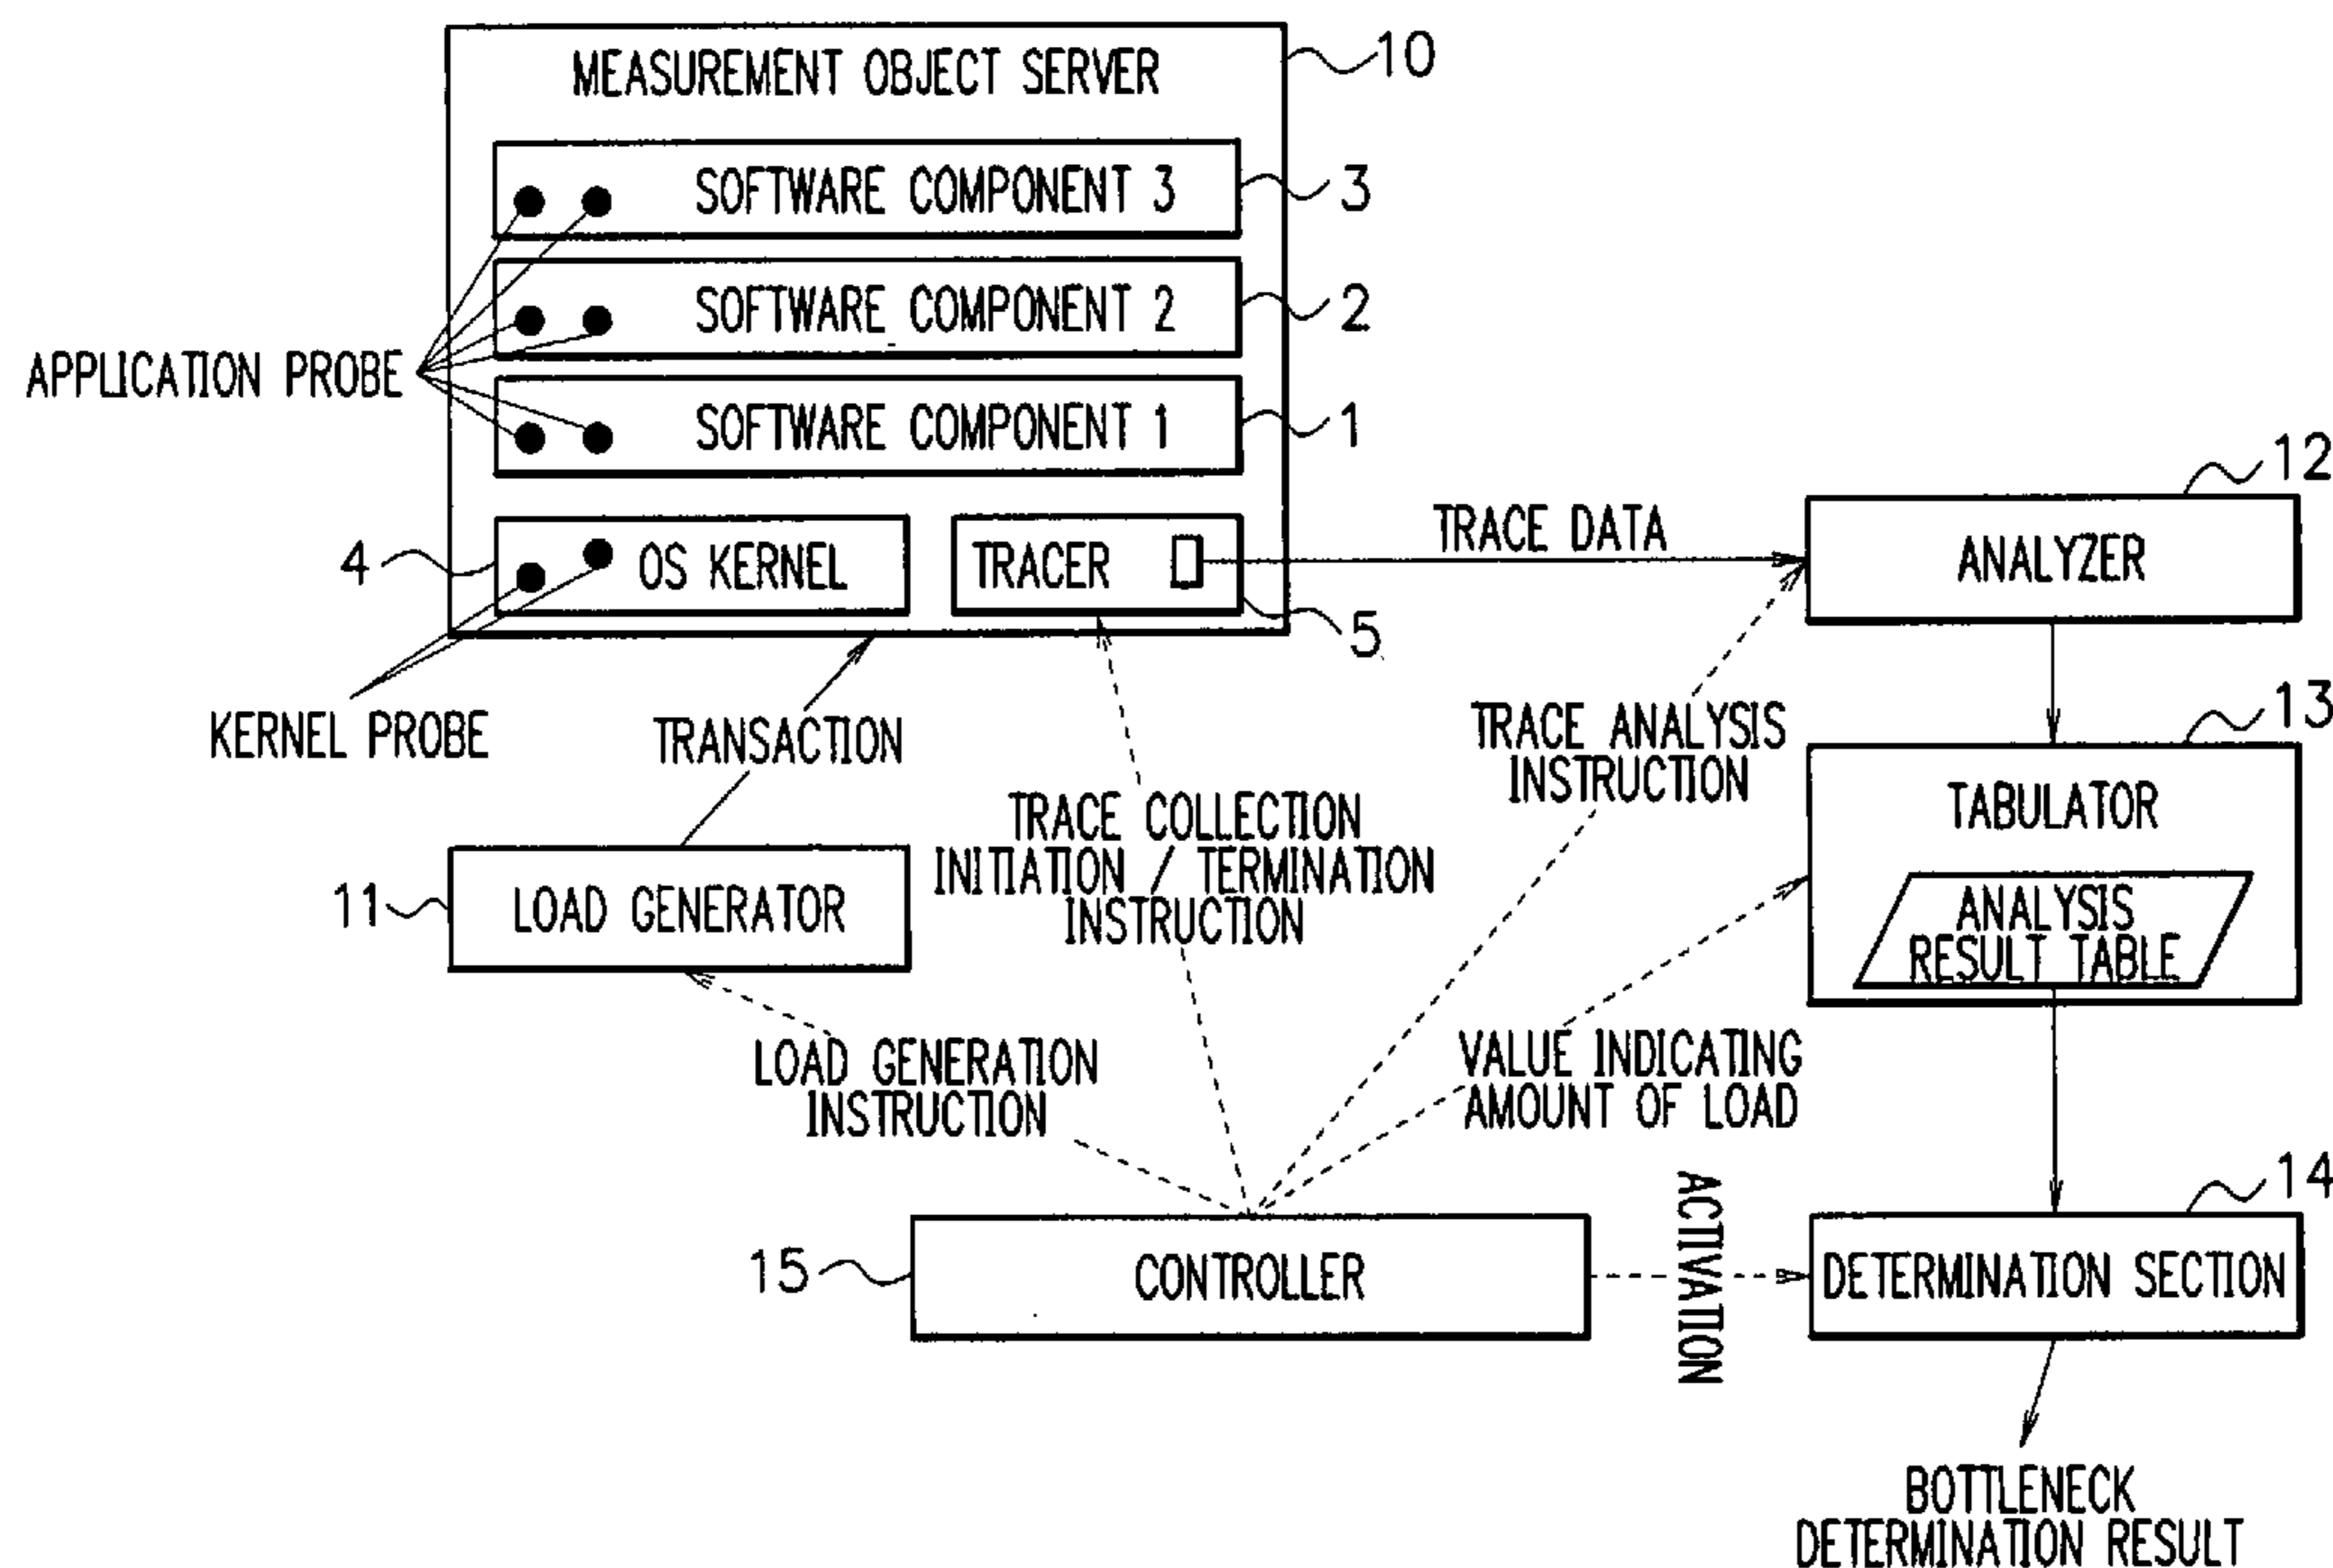 MEASUREMENT OBJECT SERVER
10
SOFTWARE COMPONENT 3
3
SOFTWARE COMPONENT 2
2
APPLICATION PROBE
SOFTWARE COMPONENT 1
1
4
OS KERNEL
TRACER
5
TRACE DATA
12
ANALYZER
KERNEL PROBE
TRANSACTION
TRACE ANALYSIS
INSTRUCTION
13
TABULATOR
ANALYSIS
RESULT TABLE
TRACE COLLECTION
INITIATION / TERMINATION
INSTRUCTION
11
LOAD GENERATOR
LOAD GENERATION
INSTRUCTION
VALUE INDICATING
AMOUNT OF LOAD
15
CONTROLLER
ACTIVATION
14
DETERMINATION SECTION
BOTTLENECK
DETERMINATION RESULT